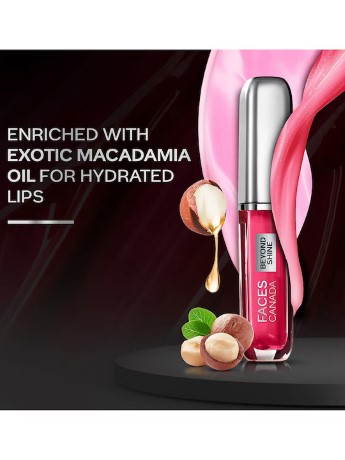 ENRICHED WITH
EXOTIC MACADAMIA
OIL FOR HYDRATED
LIPS
BEYOND
SHINE
FACES
CANADA